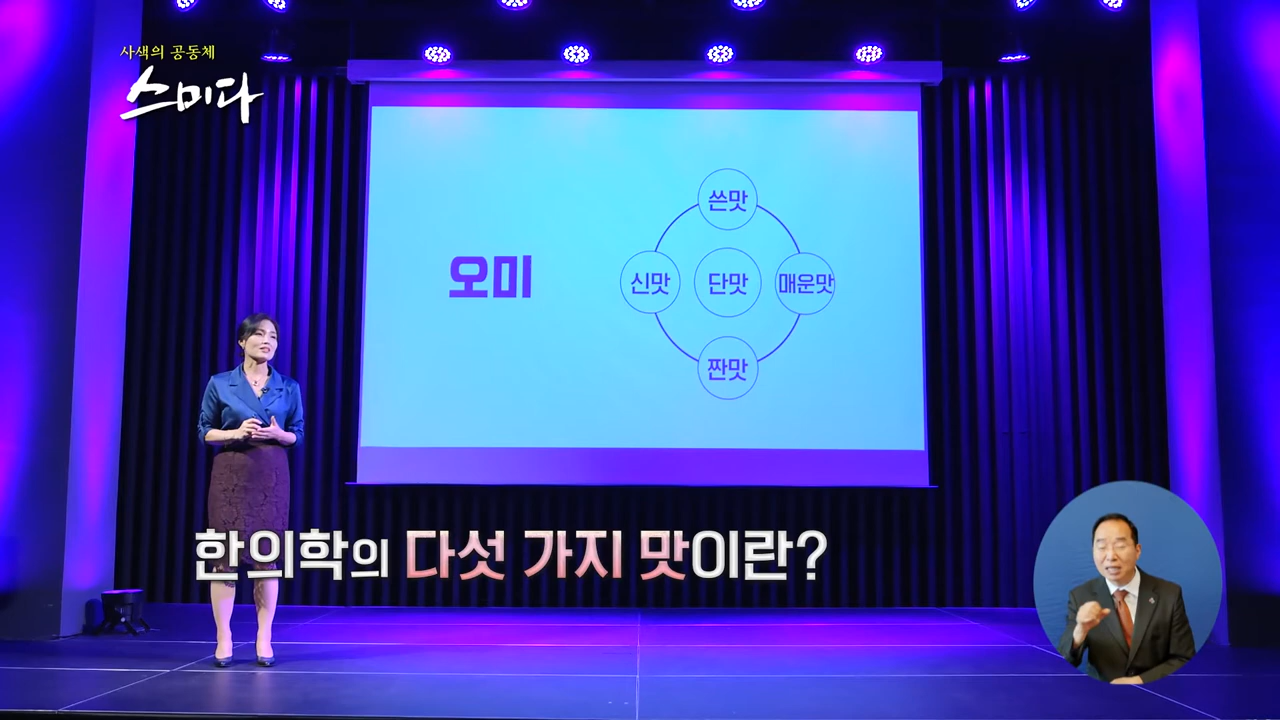 사색의 공동체
스미다
오미
쓴맛
신맛
단맛
매운맛
짠맛
한의학의 다섯 가지 맛이란?